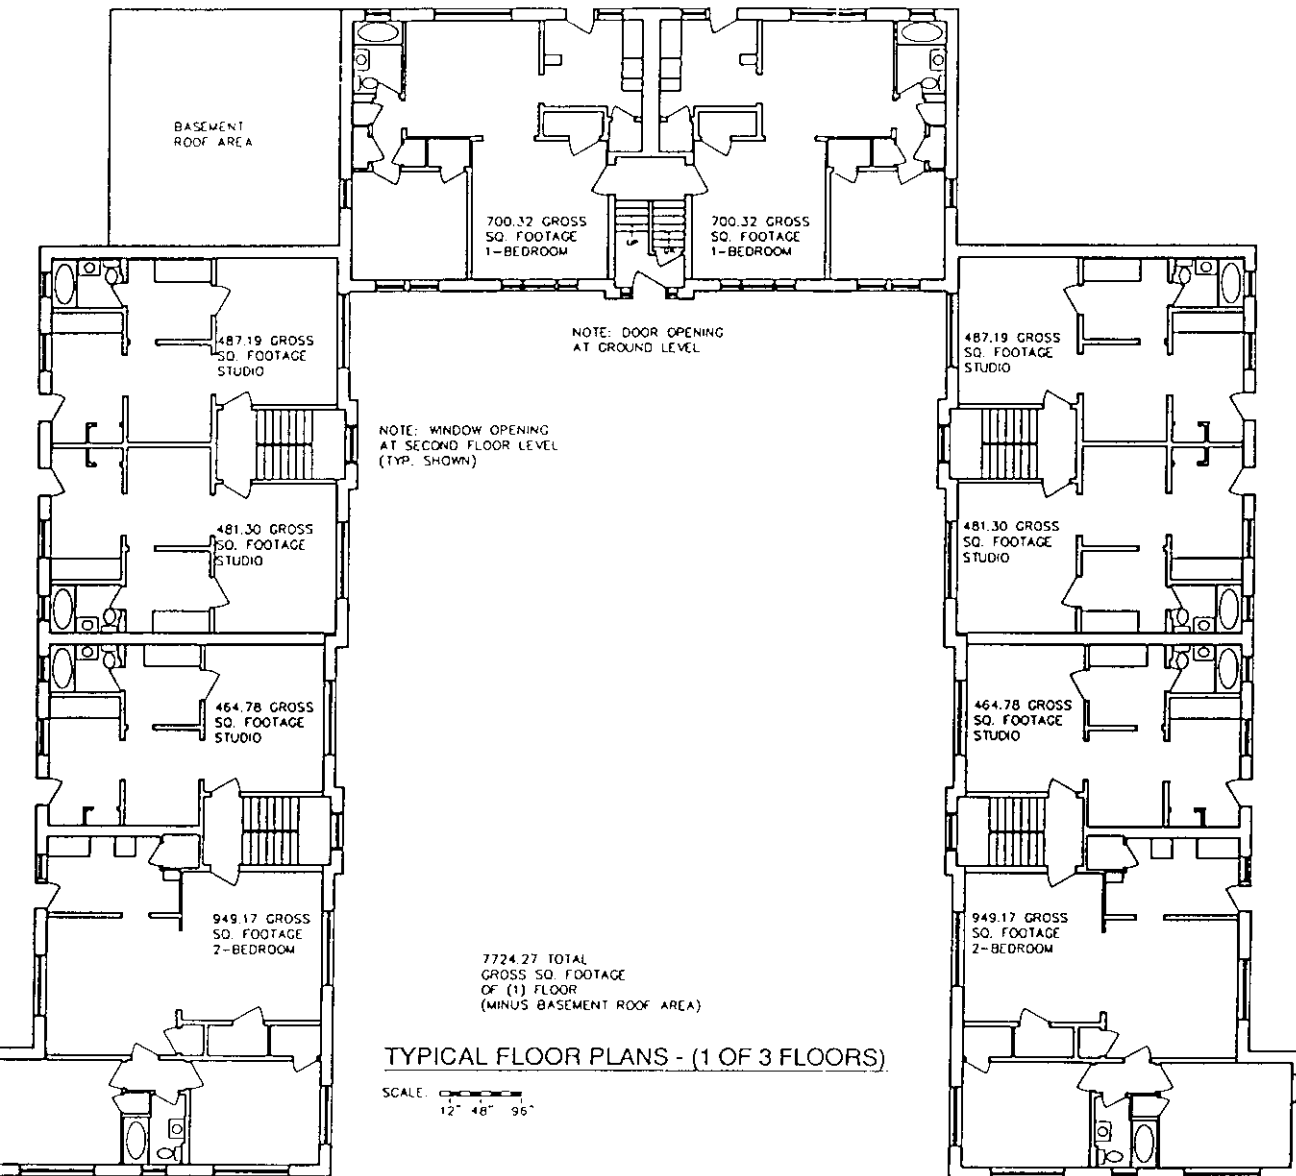 BASEMENT
ROOF AREA
700.32 GROSS
SQ. FOOTAGE
1-BEDROOM
700.32 GROSS
SQ. FOOTAGE
1-BEDROOM
487.19 GROSS
SQ. FOOTAGE
STUDIO
NOTE: DOOR OPENING
AT GROUND LEVEL
487.19 GROSS
SQ. FOOTAGE
STUDIO
NOTE: WINDOW OPENING
AT SECOND FLOOR LEVEL
(TYP. SHOWN)
481.30 GROSS
SQ. FOOTAGE
STUDIO
481.30 GROSS
SQ. FOOTAGE
STUDIO
464.78 GROSS
SQ. FOOTAGE
STUDIO
464.78 GROSS
SQ. FOOTAGE
STUDIO
949.17 GROSS
SQ. FOOTAGE
2-BEDROOM
949.17 GROSS
SQ. FOOTAGE
2-BEDROOM
7724.27 TOTAL
GROSS SQ. FOOTAGE
OF (1) FLOOR
(MINUS BASEMENT ROOF AREA)
TYPICAL FLOOR PLANS - (1 OF 3 FLOORS)
SCALE.
12" 48" 96"